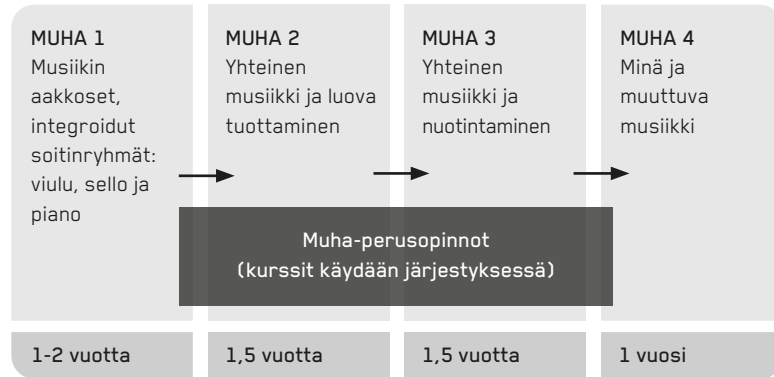 MUHA 1
Musiikin
aakkoset,
integroidut
soitinryhmät:
viulu, sello ja
piano
MUHA 2
Yhteinen
musiikki ja luova
tuottaminen
MUHA 3
Yhteinen
musiikki ja
nuotintaminen
MUHA 4
Minä ja
muuttuva
musiikki
Muha-perusopinnot
(kurssit käydään järjestyksessä)
1-2 vuotta
1,5 vuotta
1,5 vuotta
1 vuosi